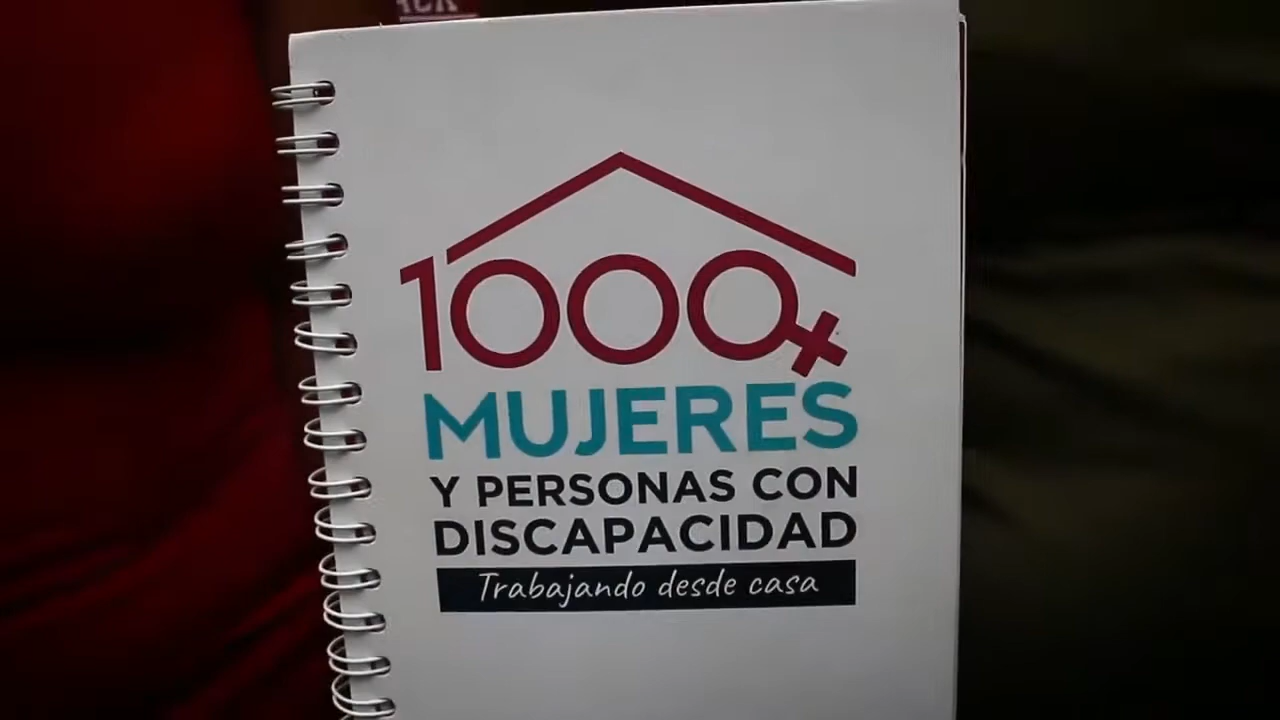 1000
MUJERES
Y PERSONAS CON
DISCAPACIDAD
Trabajando desde casa